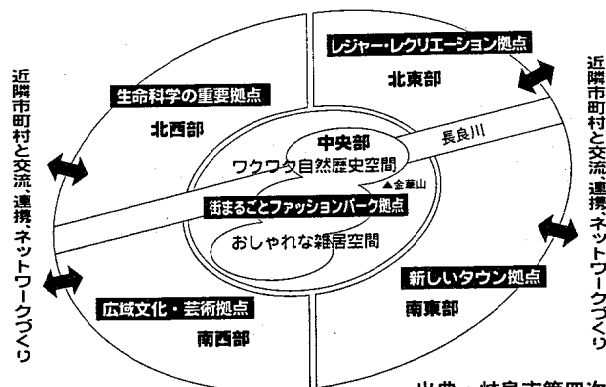 レジャー・レクリエーション拠点
北東部
生命科学の重要拠点
北西部
近隣市町村と交流、連携、ネットワークづくり
近隣市町村と交流、連携、ネットワークづくり
中央部
長良川
ワクワク自然歴史空間
▲金華山
街まるごとファッションパーク拠点
おしゃれな雑居空間
新しいタウン拠点
南東部
広域文化・芸術拠点
南西部